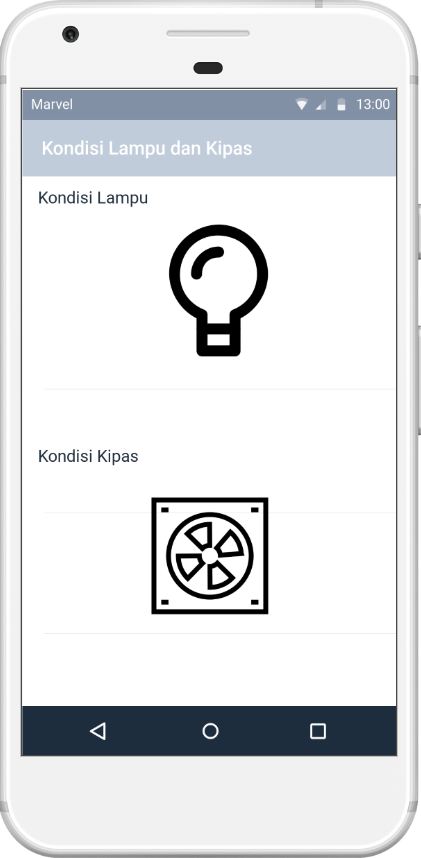 Marvel 13:00
Kondisi Lampu dan Kipas
Kondisi Lampu
Kondisi Kipas